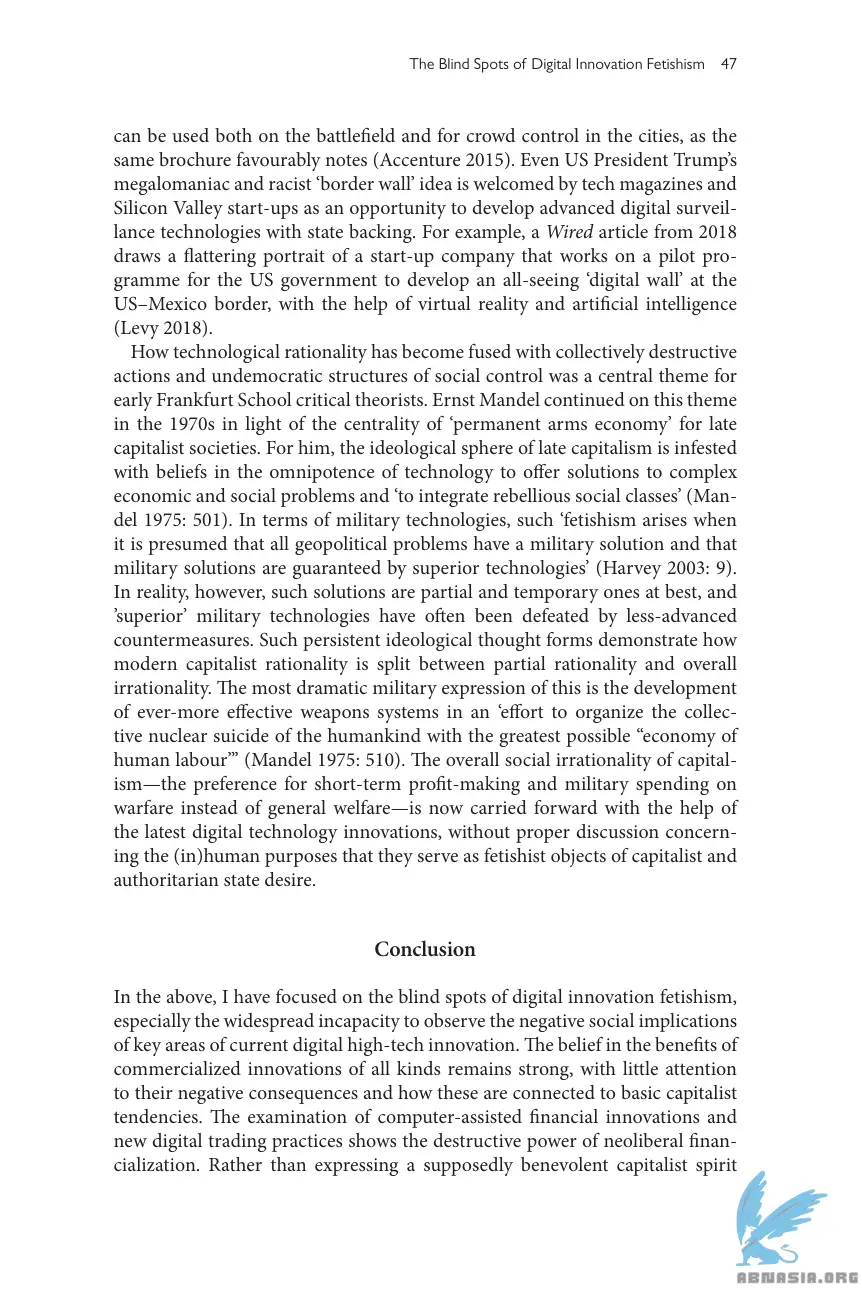 The Blind Spots of Digital Innovation Fetishism 47
can be used both on the battlefield and for crowd control in the cities, as the
same brochure favourably notes (Accenture 2015). Even US President Trump’s
megalomaniac and racist ‘border wall’ idea is welcomed by tech magazines and
Silicon Valley start-ups as an opportunity to develop advanced digital surveil-
lance technologies with state backing. For example, a Wired article from 2018
draws a flattering portrait of a start-up company that works on a pilot pro-
gramme for the US government to develop an all-seeing ‘digital wall’ at the
US–Mexico border, with the help of virtual reality and artificial intelligence
(Levy 2018).
How technological rationality has become fused with collectively destructive
actions and undemocratic structures of social control was a central theme for
early Frankfurt School critical theorists. Ernst Mandel continued on this theme
in the 1970s in light of the centrality of ‘permanent arms economy’ for late
capitalist societies. For him, the ideological sphere of late capitalism is infested
with beliefs in the omnipotence of technology to offer solutions to complex
economic and social problems and ‘to integrate rebellious social classes’ (Man-
del 1975: 501). In terms of military technologies, such ‘fetishism arises when
it is presumed that all geopolitical problems have a military solution and that
military solutions are guaranteed by superior technologies’ (Harvey 2003: 9).
In reality, however, such solutions are partial and temporary ones at best, and
’superior’ military technologies have often been defeated by less-advanced
countermeasures. Such persistent ideological thought forms demonstrate how
modern capitalist rationality is split between partial rationality and overall
irrationality. The most dramatic military expression of this is the development
of ever-more effective weapons systems in an ‘effort to organize the collec-
tive nuclear suicide of the humankind with the greatest possible “economy of
human labour”’ (Mandel 1975: 510). The overall social irrationality of capital-
ism—the preference for short-term profit-making and military spending on
warfare instead of general welfare—is now carried forward with the help of
the latest digital technology innovations, without proper discussion concern-
ing the (in)human purposes that they serve as fetishist objects of capitalist and
authoritarian state desire.
Conclusion
In the above, I have focused on the blind spots of digital innovation fetishism,
especially the widespread incapacity to observe the negative social implications
of key areas of current digital high-tech innovation. The belief in the benefits of
commercialized innovations of all kinds remains strong, with little attention
to their negative consequences and how these are connected to basic capitalist
tendencies. The examination of computer-assisted financial innovations and
new digital trading practices shows the destructive power of neoliberal finan-
cialization. Rather than expressing a supposedly benevolent capitalist spirit
ABNASIA.ORG